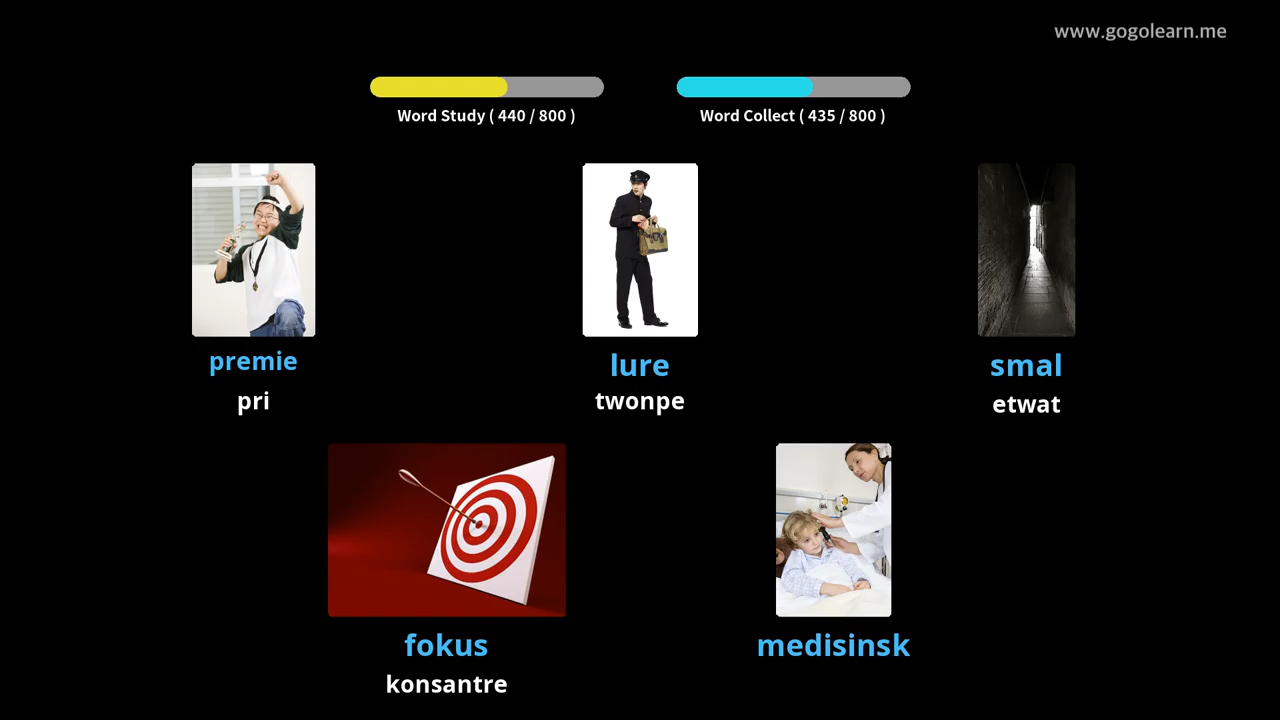 www.gogolearn.me
Word Study ( 440 / 800 )
Word Collect ( 435 / 800 )
premie
pri
lure
twonpe
smal
etwat
fokus
konsantre
medisinsk